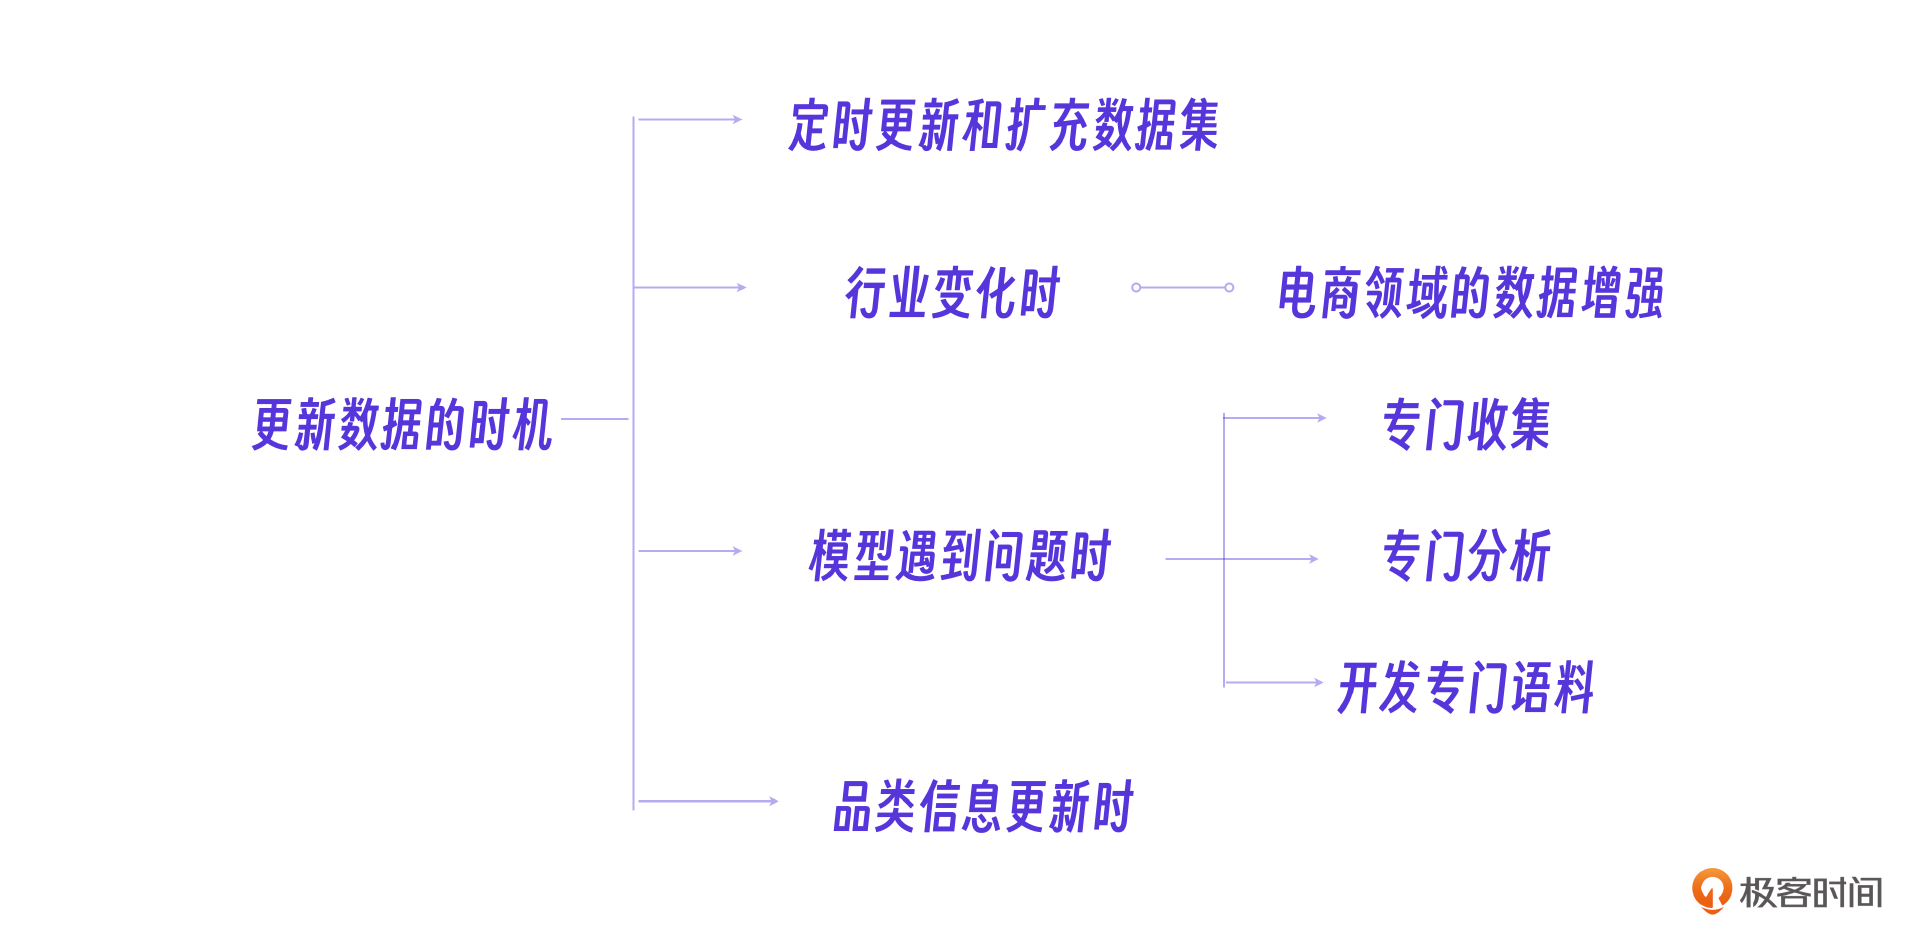 定时更新和扩充数据集
行业变化时
电商领域的数据增强
更新数据的时机
专门收集
模型遇到问题时
专门分析
开发专门语料
品类信息更新时
极客时间